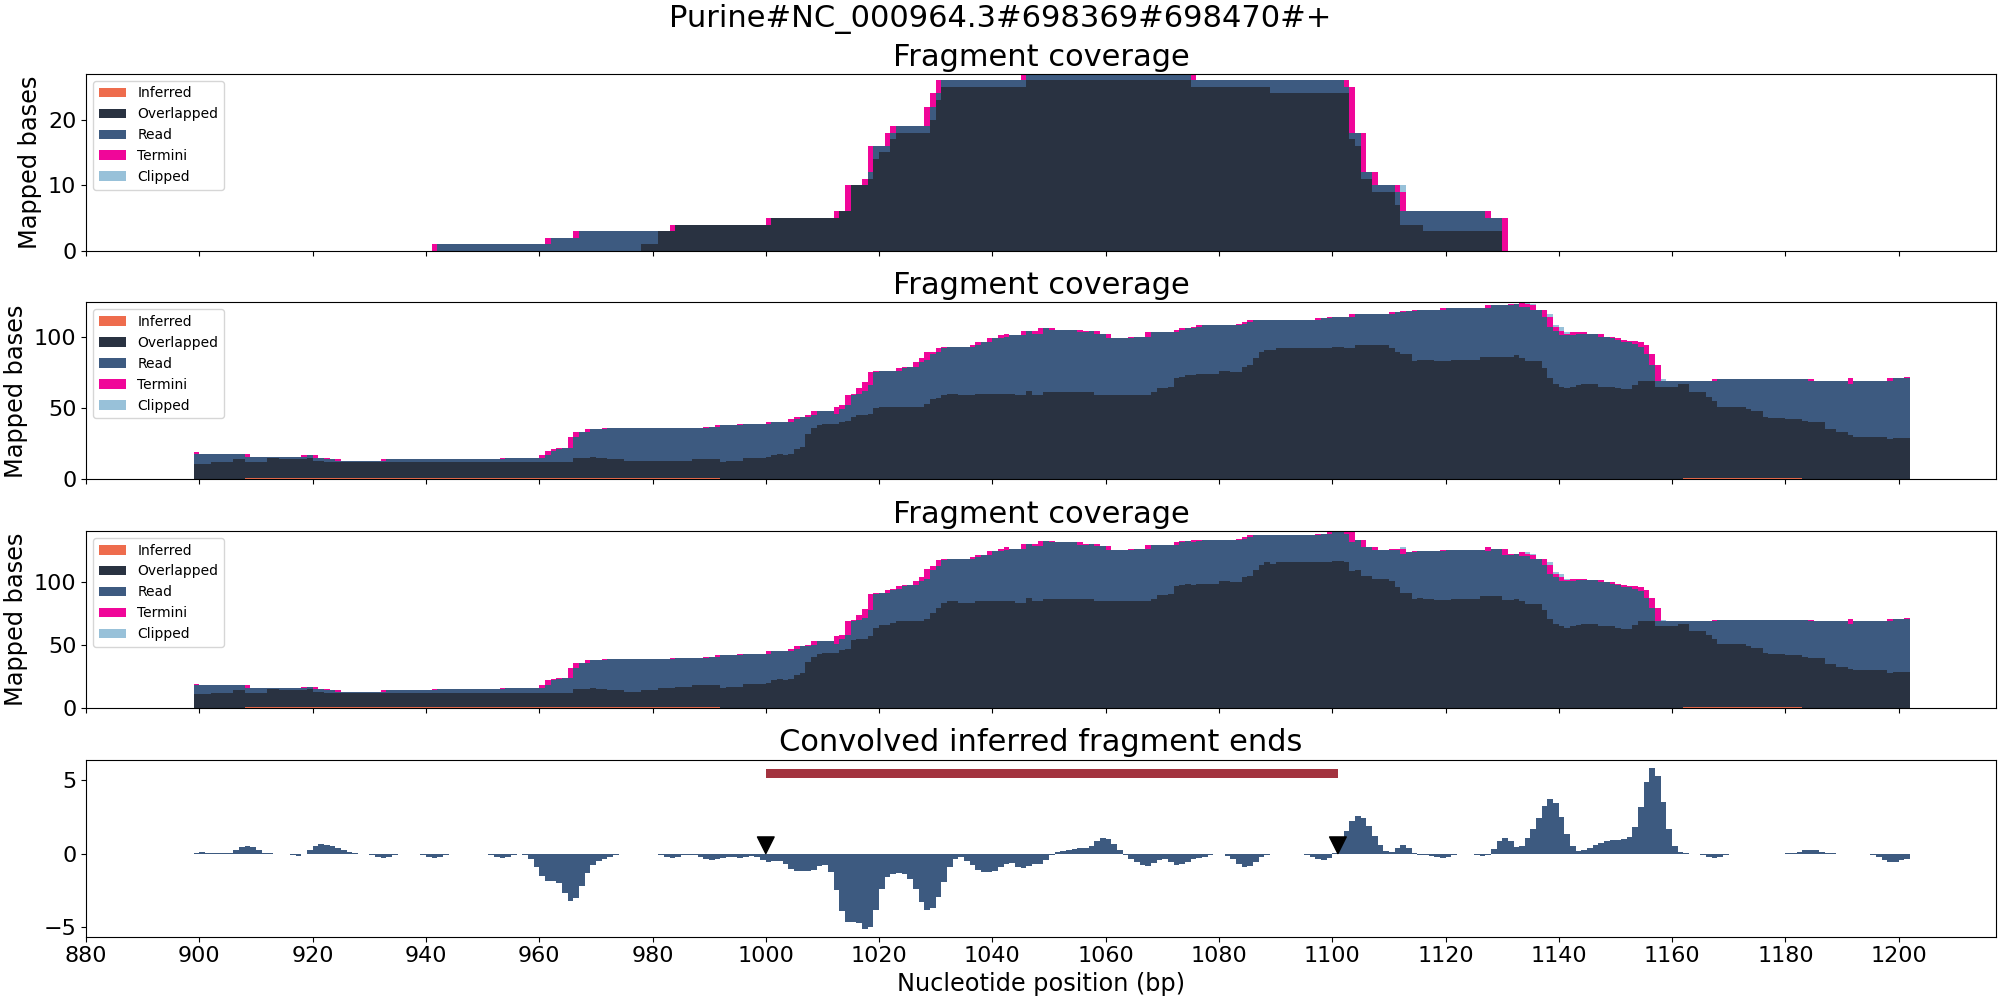 Purine#NC_000964.3#698369#698470#+
Fragment coverage
Mapped bases
20
10
0
Inferred
Overlapped
Read
Termini
Clipped
Fragment coverage
Mapped bases
100
50
0
Inferred
Overlapped
Read
Termini
Clipped
Fragment coverage
Mapped bases
100
50
0
Inferred
Overlapped
Read
Termini
Clipped
Convolved inferred fragment ends
5
0
−5
880 900 920 940 960 980 1000 1020 1040 1060 1080 1100 1120 1140 1160 1180 1200
Nucleotide position (bp)